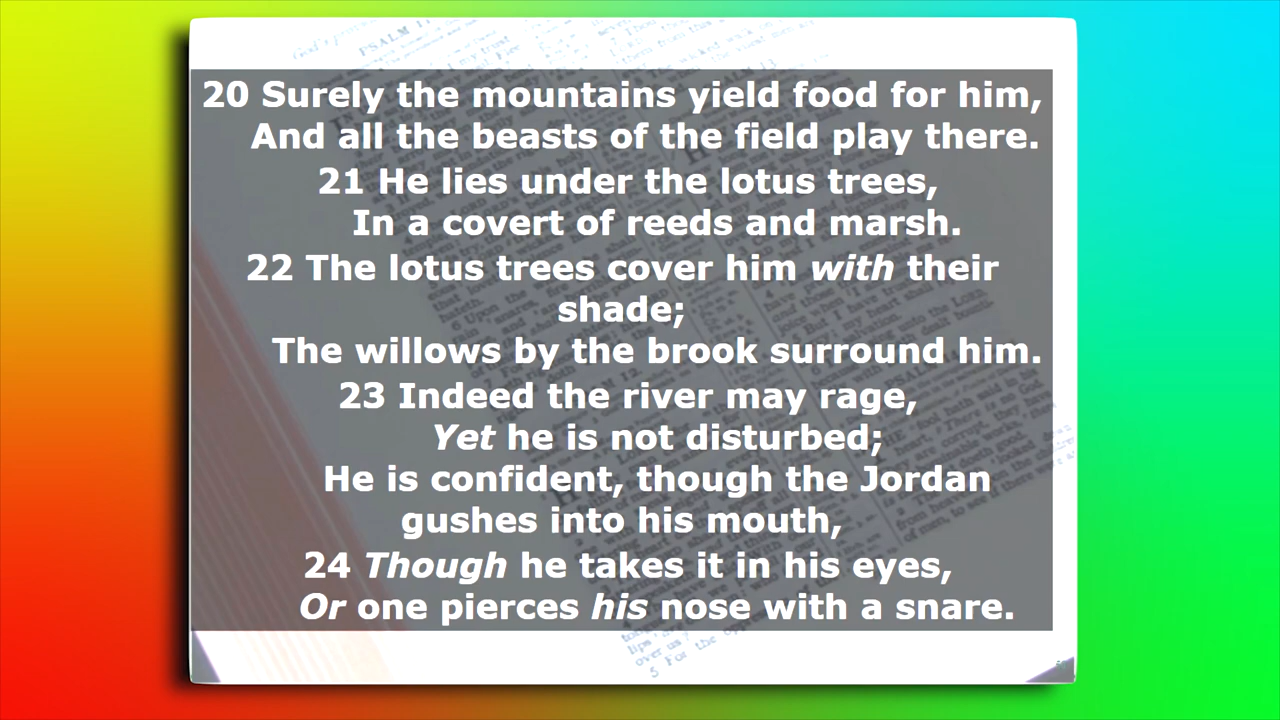 20 Surely the mountains yield food for him,
And all the beasts of the field play there.
21 He lies under the lotus trees,
In a covert of reeds and marsh.
22 The lotus trees cover him with their
shade;
The willows by the brook surround him.
23 Indeed the river may rage,
Yet he is not disturbed;
He is confident, though the Jordan
gushes into his mouth,
24 Though he takes it in his eyes,
Or one pierces his nose with a snare.